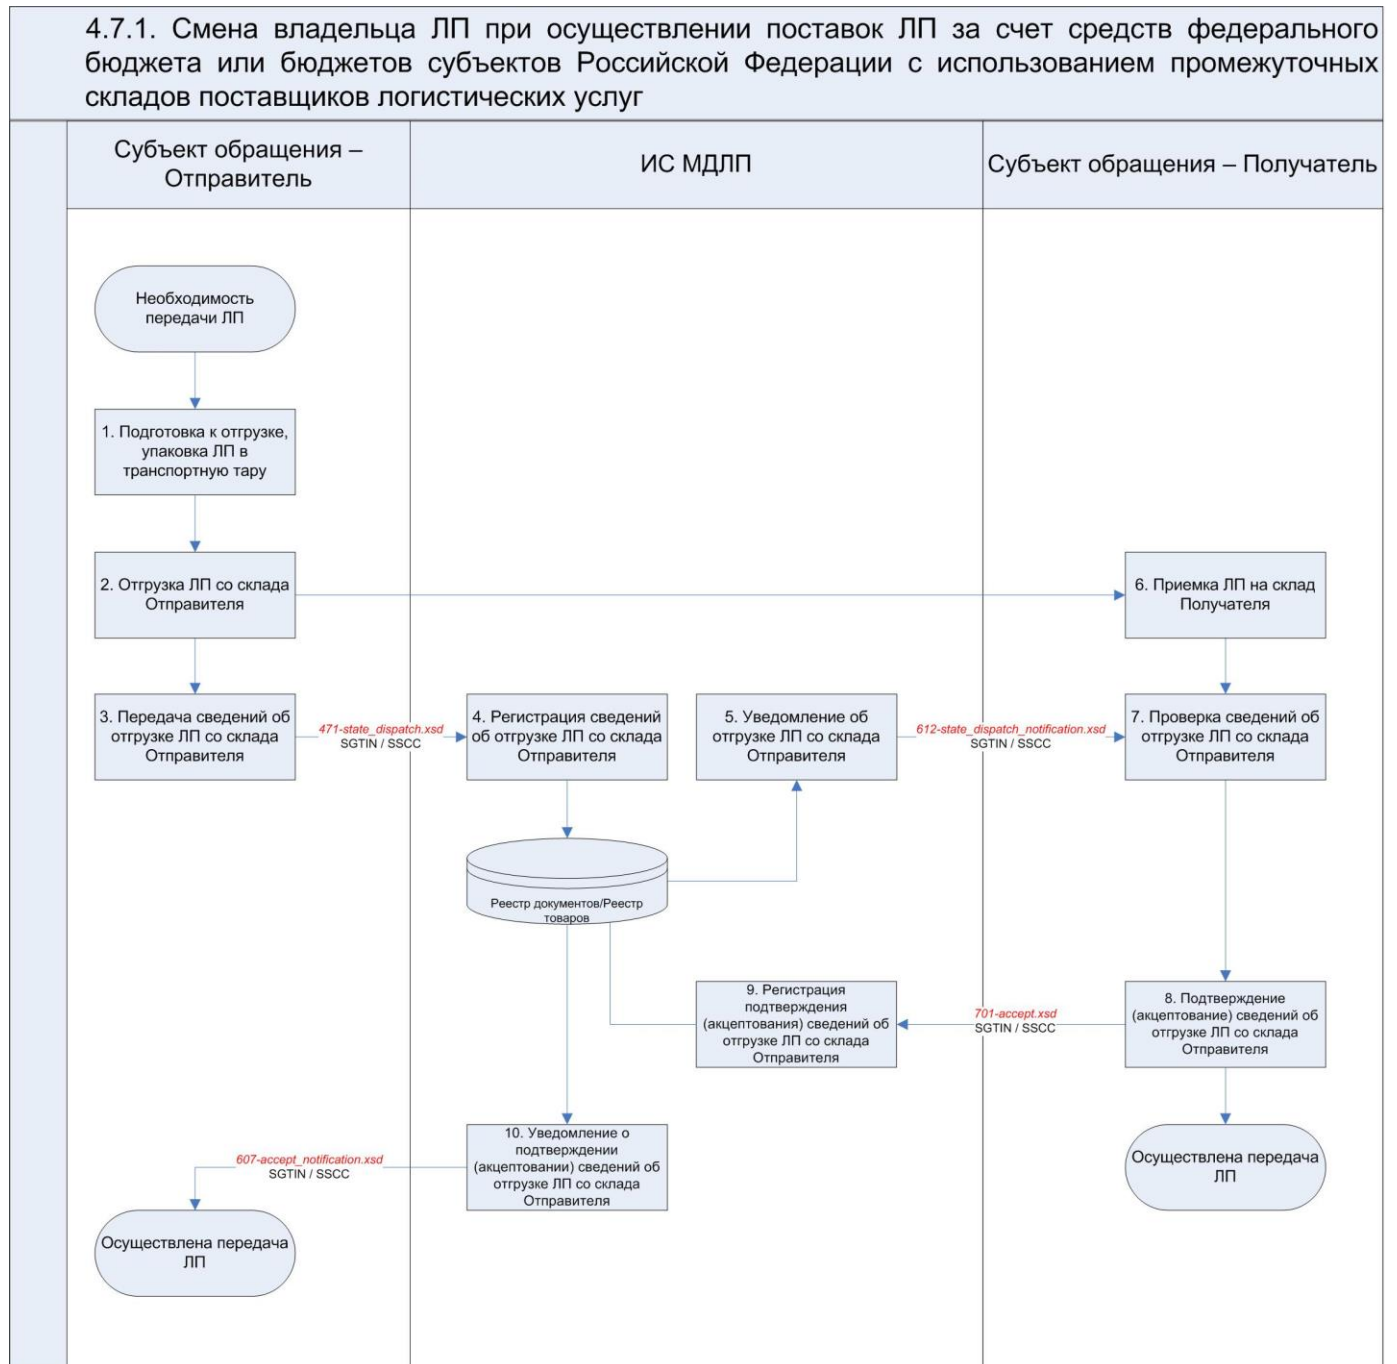 4.7.1. Смена владельца ЛП при осуществлении поставок ЛП за счет средств федерального
бюджета или бюджетов субъектов Российской Федерации с использованием промежуточных
складов поставщиков логистических услуг
Субъект обращения –
Отправитель
ИС МДЛП
Субъект обращения – Получатель
Необходимость
передачи ЛП
1. Подготовка к отгрузке,
упаковка ЛП в
транспортную тару
2. Отгрузка ЛП со склада
Отправителя
6. Приемка ЛП на склад
Получателя
3. Передача сведений об
отгрузке ЛП со склада
Отправителя
471-state_dispatch.xsd
SGTIN / SSCC
4. Регистрация сведений
об отгрузке ЛП со склада
Отправителя
5. Уведомление об
отгрузке ЛП со склада
Отправителя
612-state_dispatch_notification.xsd
SGTIN / SSCC
7. Проверка сведений об
отгрузке ЛП со склада
Отправителя
Реестр документов/Реестр
товаров
9. Регистрация
подтверждения
(акцептования) сведений об
отгрузке ЛП со склада
Отправителя
701-accept.xsd
SGTIN / SSCC
8. Подтверждение
(акцептование) сведений об
отгрузке ЛП со склада
Отправителя
10. Уведомление о
подтверждении
(акцептовании) сведений об
отгрузке ЛП со склада
Отправителя
607-accept_notification.xsd
SGTIN / SSCC
Осуществлена передача
ЛП
Осуществлена передача
ЛП